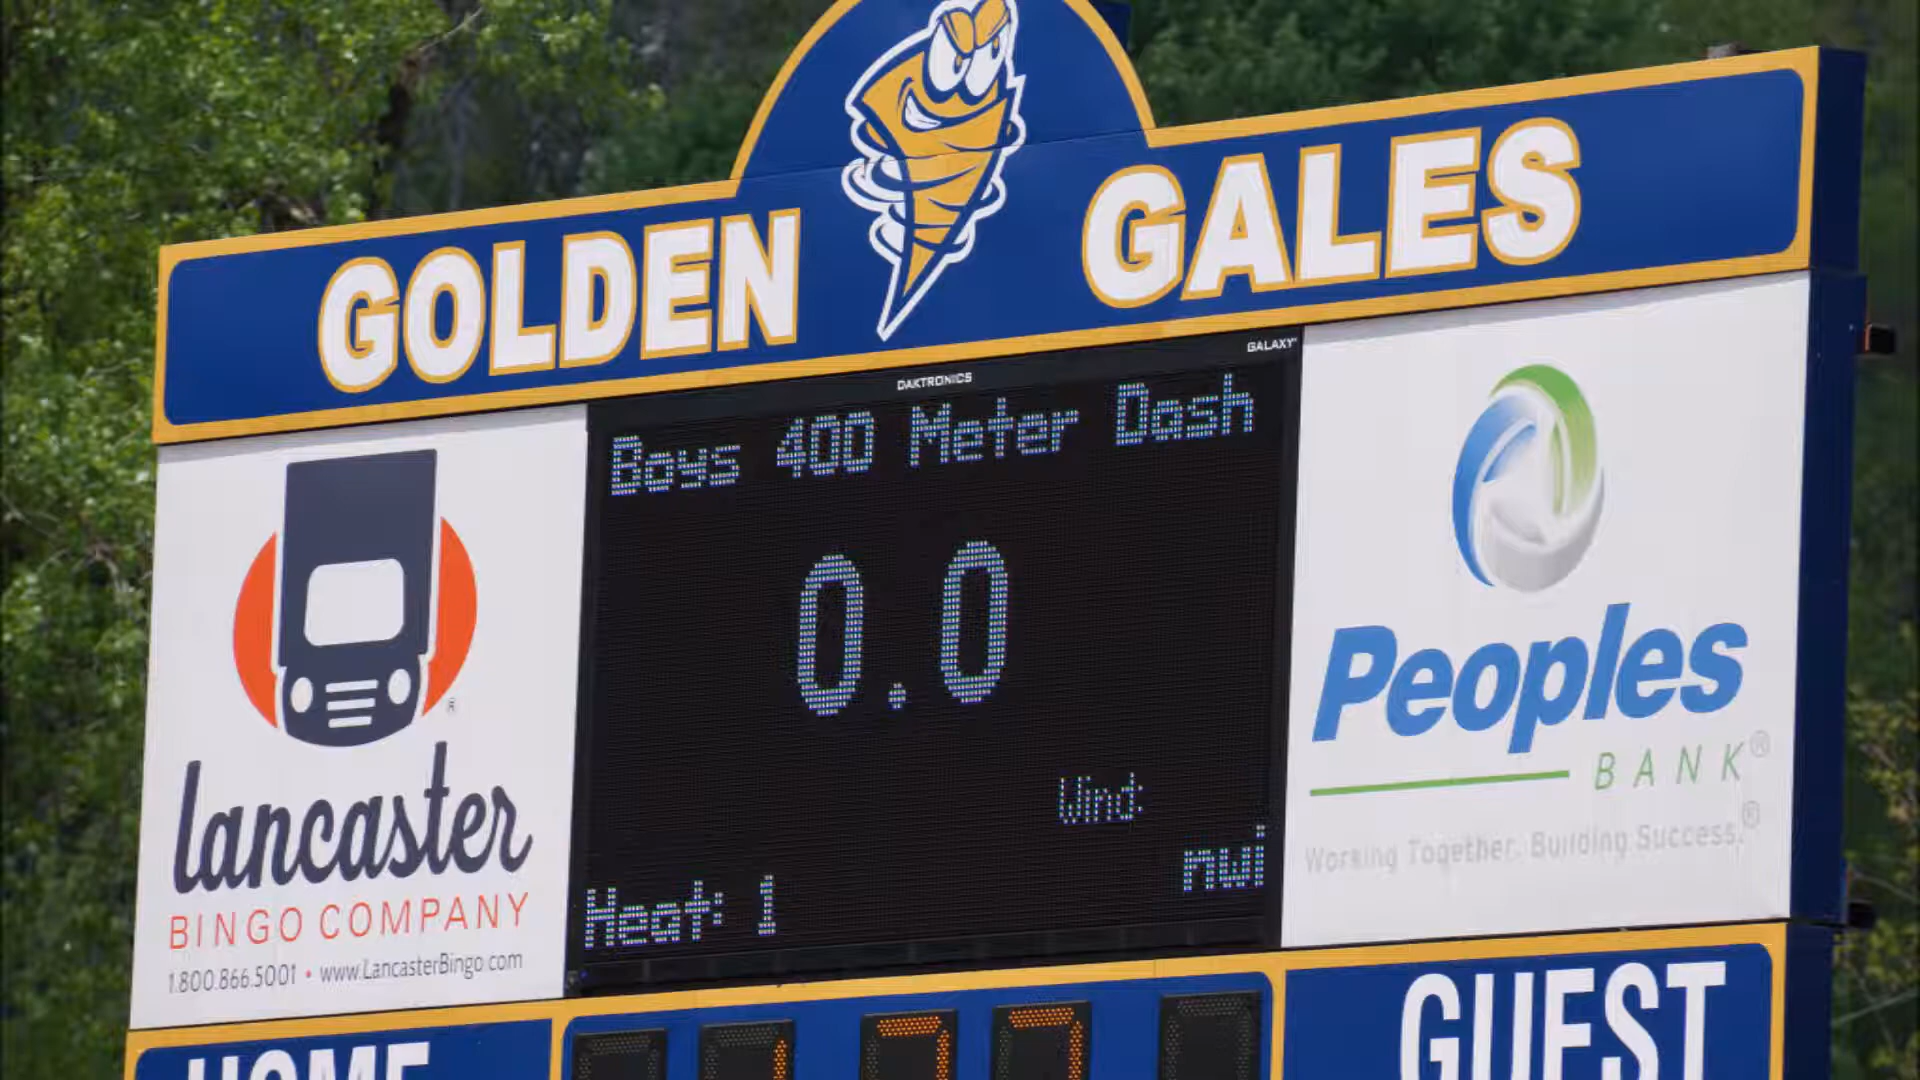 GOLDEN GALES
DAKTRONICS
GALAXY
Boys 400 Meter Dash
0.0
Wind:
nwi
Heat: 1
lancaster
BINGO COMPANY
1.800.866.5001 • www.LancasterBingo.com
Peoples
BANK®
Working Together. Building Success.®
HOME
GUEST